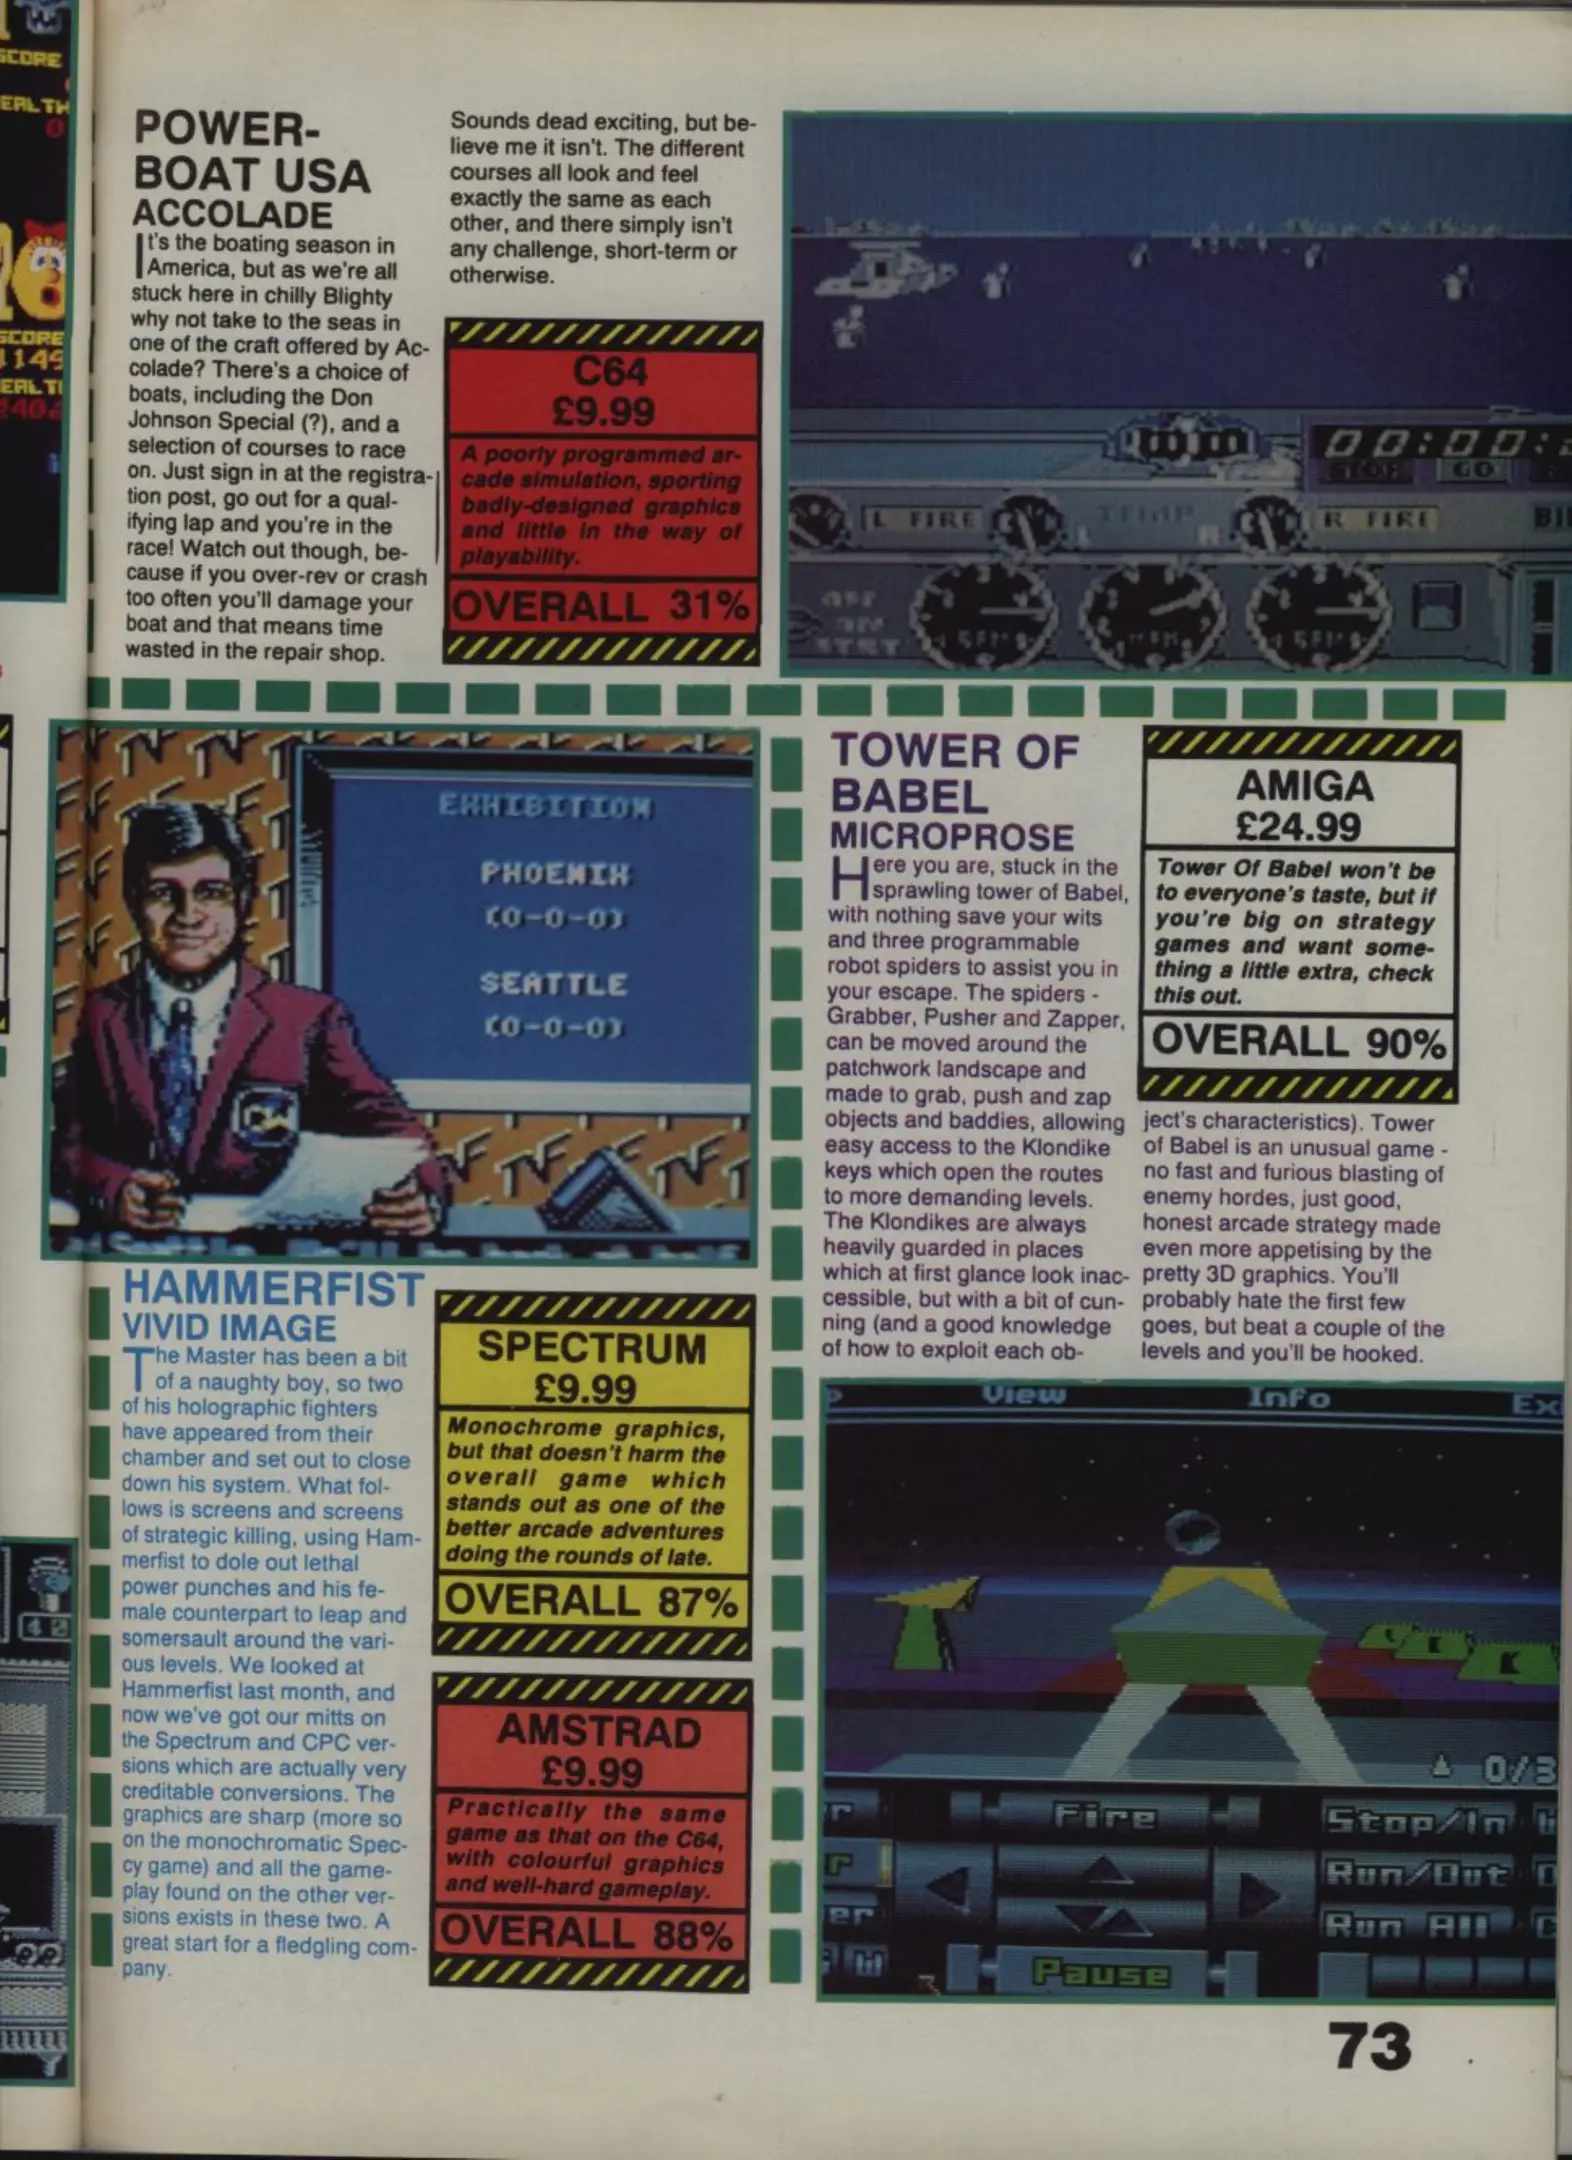 POWER-
BOAT USA
ACCOLADE
It's the boating season in
America, but as we're all
stuck here in chilly Blighty
why not take to the seas in
one of the craft offered by Ac-
colade? There's a choice of
boats, including the Don
Johnson Special (?), and a
selection of courses to race
on. Just sign in at the registra-
tion post, go out for a qual-
ifying lap and you're in the
race! Watch out though, be-
cause if you over-rev or crash
too often you'll damage your
boat and that means time
wasted in the repair shop.
Sounds dead exciting, but be-
lieve me it isn't. The different
courses all look and feel
exactly the same as each
other, and there simply isn't
any challenge, short-term or
otherwise.
C64
£9.99
A poorly programmed ar-
cade simulation, sporting
badly-designed graphics
and little in the way of
playability.
OVERALL 31%
00:00:
STOP GO
L FIRE TEMP R FIRE
EXHIBITION
PHOENIX
(0-0-0)
SEATTLE
(0-0-0)
HAMMERFIST
VIVID IMAGE
The Master has been a bit
of a naughty boy, so two
of his holographic fighters
have appeared from their
chamber and set out to close
down his system. What fol-
lows is screens and screens
of strategic killing, using Ham-
merfist to dole out lethal
power punches and his fe-
male counterpart to leap and
somersault around the vari-
ous levels. We looked at
Hammerfist last month, and
now we've got our mitts on
the Spectrum and CPC ver-
sions which are actually very
creditable conversions. The
graphics are sharp (more so
on the monochromatic Spec-
cy game) and all the game-
play found on the other ver-
sions exists in these two. A
great start for a fledgling com-
pany.
SPECTRUM
£9.99
Monochrome graphics,
but that doesn't harm the
overall game which
stands out as one of the
better arcade adventures
doing the rounds of late.
OVERALL 87%
AMSTRAD
£9.99
Practically the same
game as that on the C64,
with colourful graphics
and well-hard gameplay.
OVERALL 88%
TOWER OF
BABEL
MICROPROSE
Here you are, stuck in the
sprawling tower of Babel,
with nothing save your wits
and three programmable
robot spiders to assist you in
your escape. The spiders -
Grabber, Pusher and Zapper,
can be moved around the
patchwork landscape and
made to grab, push and zap
objects and baddies, allowing
easy access to the Klondike
keys which open the routes
to more demanding levels.
The Klondikes are always
heavily guarded in places
which at first glance look inac-
cessible, but with a bit of cun-
ning (and a good knowledge
of how to exploit each ob-
AMIGA
£24.99
Tower Of Babel won't be
to everyone's taste, but if
you're big on strategy
games and want some-
thing a little extra, check
this out.
OVERALL 90%
ject's characteristics). Tower
of Babel is an unusual game -
no fast and furious blasting of
enemy hordes, just good,
honest arcade strategy made
even more appetising by the
pretty 3D graphics. You'll
probably hate the first few
goes, but beat a couple of the
levels and you'll be hooked.
View Info
0/3
Fire Stop/In
Run/Out
Run All
Pause
73